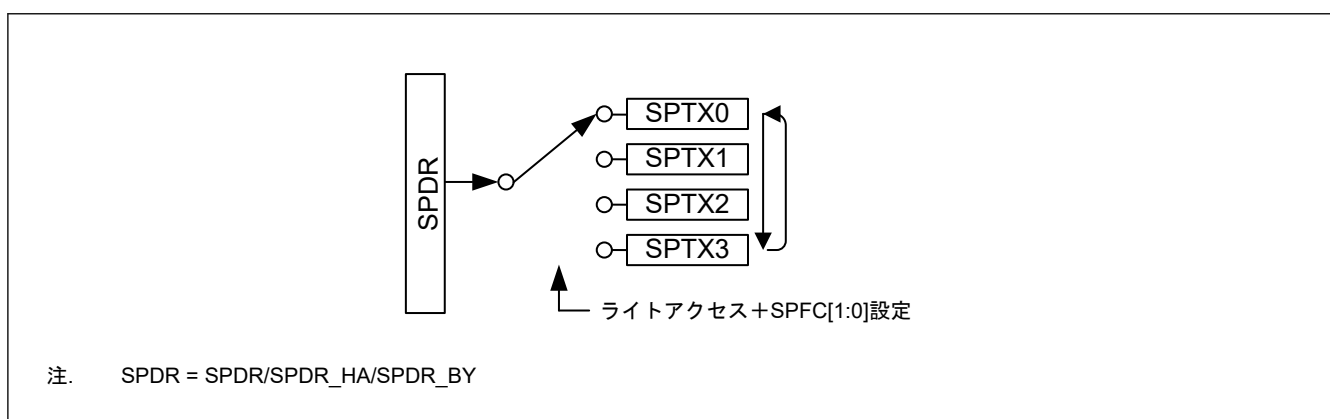 SPDR
SPTX0
SPTX1
SPTX2
SPTX3
ライトアクセス+SPFC[1:0]設定
注. SPDR = SPDR/SPDR_HA/SPDR_BY